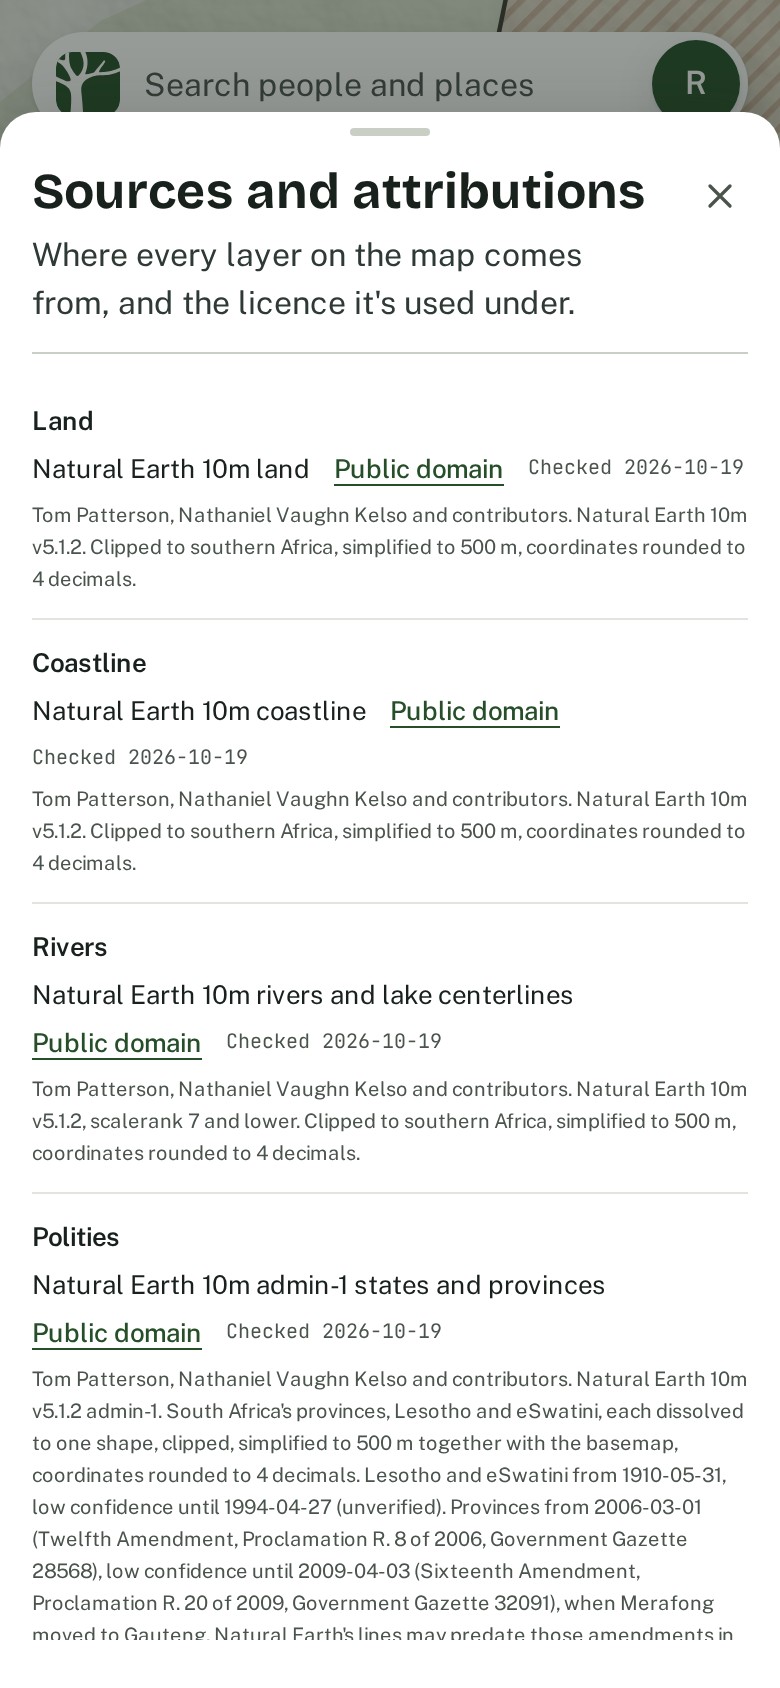 Search people and places
R
Sources and attributions
Where every layer on the map comes
from, and the licence it's used under.
Land
Natural Earth 10m land Public domain Checked 2026-10-19
Tom Patterson, Nathaniel Vaughn Kelso and contributors. Natural Earth 10m
v5.1.2. Clipped to southern Africa, simplified to 500 m, coordinates rounded to
4 decimals.
Coastline
Natural Earth 10m coastline Public domain
Checked 2026-10-19
Tom Patterson, Nathaniel Vaughn Kelso and contributors. Natural Earth 10m
v5.1.2. Clipped to southern Africa, simplified to 500 m, coordinates rounded to
4 decimals.
Rivers
Natural Earth 10m rivers and lake centerlines
Public domain Checked 2026-10-19
Tom Patterson, Nathaniel Vaughn Kelso and contributors. Natural Earth 10m
v5.1.2, scalerank 7 and lower. Clipped to southern Africa, simplified to 500 m,
coordinates rounded to 4 decimals.
Polities
Natural Earth 10m admin-1 states and provinces
Public domain Checked 2026-10-19
Tom Patterson, Nathaniel Vaughn Kelso and contributors. Natural Earth 10m
v5.1.2 admin-1. South Africa's provinces, Lesotho and eSwatini, each dissolved
to one shape, clipped, simplified to 500 m together with the basemap,
coordinates rounded to 4 decimals. Lesotho and eSwatini from 1910-05-31,
low confidence until 1994-04-27 (unverified). Provinces from 2006-03-01
(Twelfth Amendment, Proclamation R. 8 of 2006, Government Gazette
28568), low confidence until 2009-04-03 (Sixteenth Amendment,
Proclamation R. 20 of 2009, Government Gazette 32091), when Merafong
moved to Gauteng. Natural Earth's lines may predate those amendments in